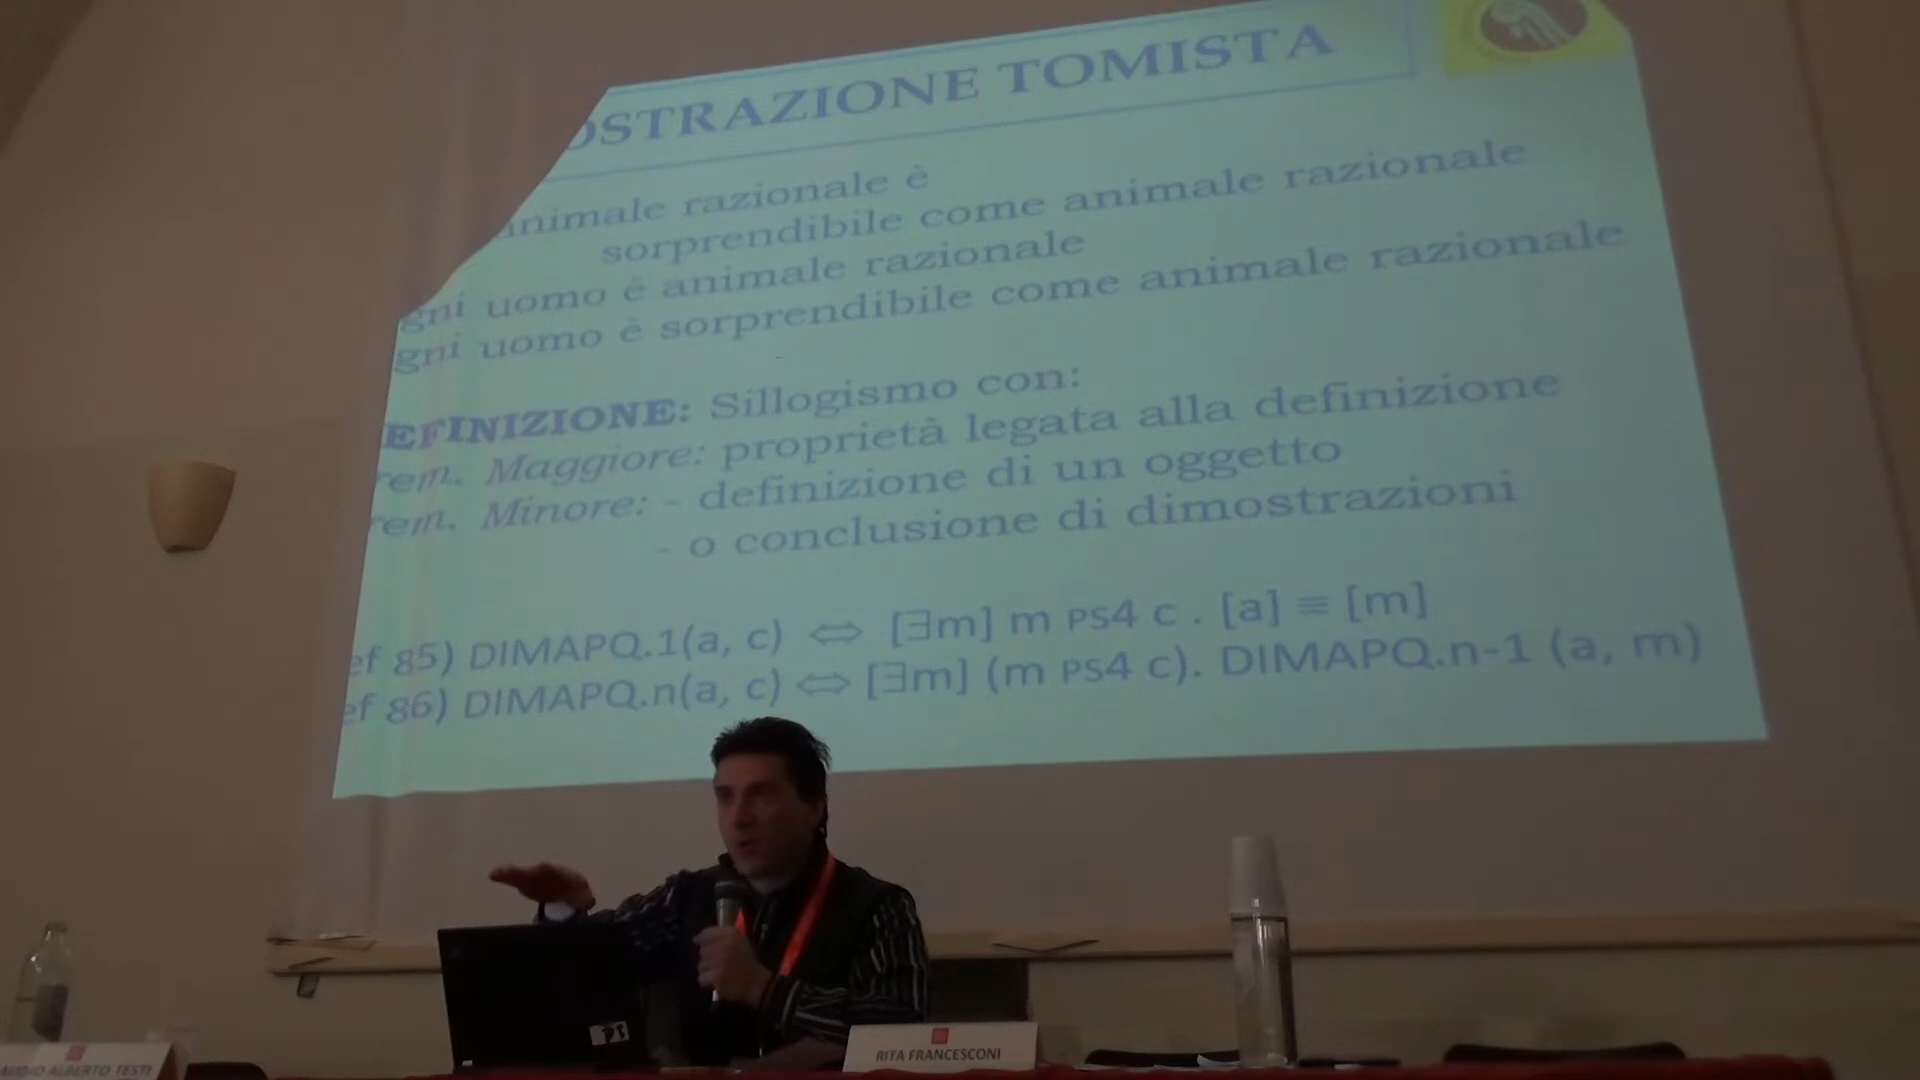 OSTRAZIONE TOMISTA
animale razionale è
sorprendibile come animale razionale
gni uomo è animale razionale
gni uomo è sorprendibile come animale razionale
EFINIZIONE: Sillogismo con:
rem. Maggiore: proprietà legata alla definizione
rem. Minore: - definizione di un oggetto
- o conclusione di dimostrazioni
ef 85) DIMAPQ.1(a, c) ⇔ [∃m] m PS4 c . [a] ≡ [m]
ef 86) DIMAPQ.n(a, c) ⇔ [∃m] (m PS4 c). DIMAPQ.n-1 (a, m)
RITA FRANCESCONI
AUDIO ALBERTO TESTI